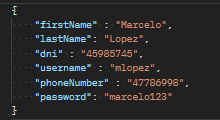 {
"firstName" : "Marcelo",
"lastName": "Lopez",
"dni" : "45985745",
"username" : "mlopez",
"phoneNumber" : "47786998",
"password": "marcelo123"
}